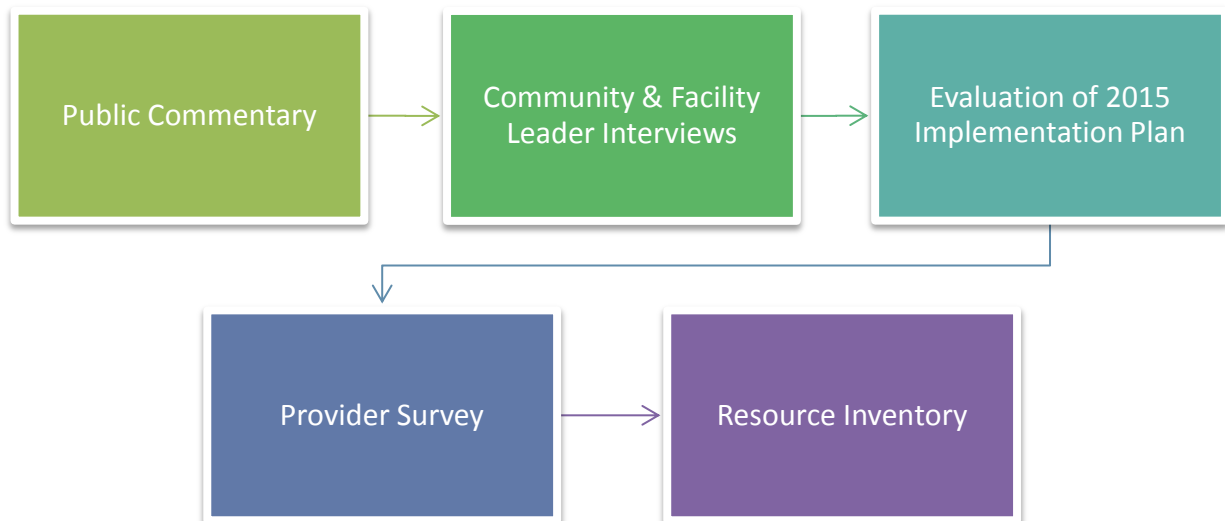 Public Commentary
Community & Facility
Leader Interviews
Evaluation of 2015
Implementation Plan
Provider Survey
Resource Inventory